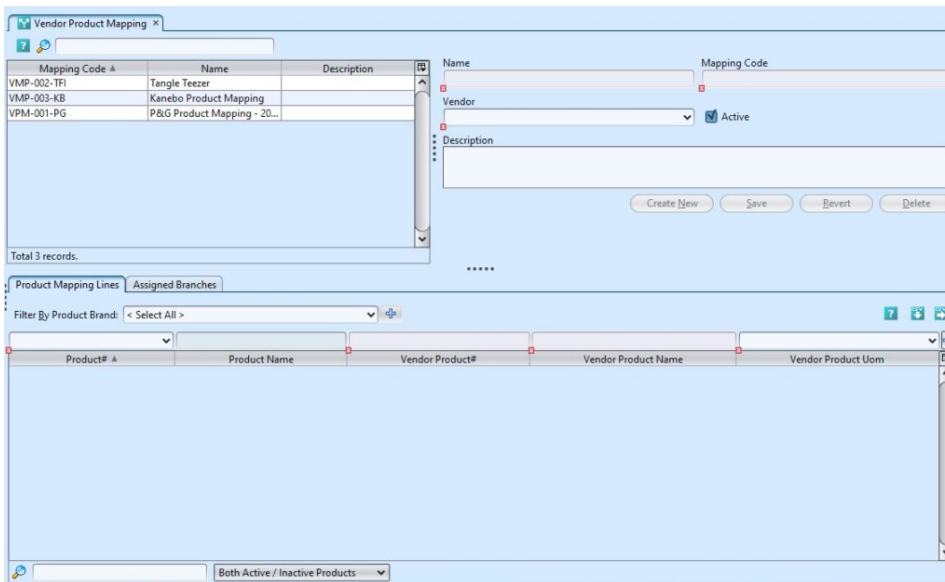 Vendor Product Mapping ×
?
Mapping Code Name Description
VMP-002-TFI Tangle Teezer
VMP-003-KB Kanebo Product Mapping
VPM-001-PG P&G Product Mapping - 20...
Total 3 records.
Name Mapping Code
Vendor
Active
Description
Create New Save Revert Delete
Product Mapping Lines Assigned Branches
Filter By Product Brand: < Select All > ?
Product# Product Name Vendor Product# Vendor Product Name Vendor Product Uom
Both Active / Inactive Products